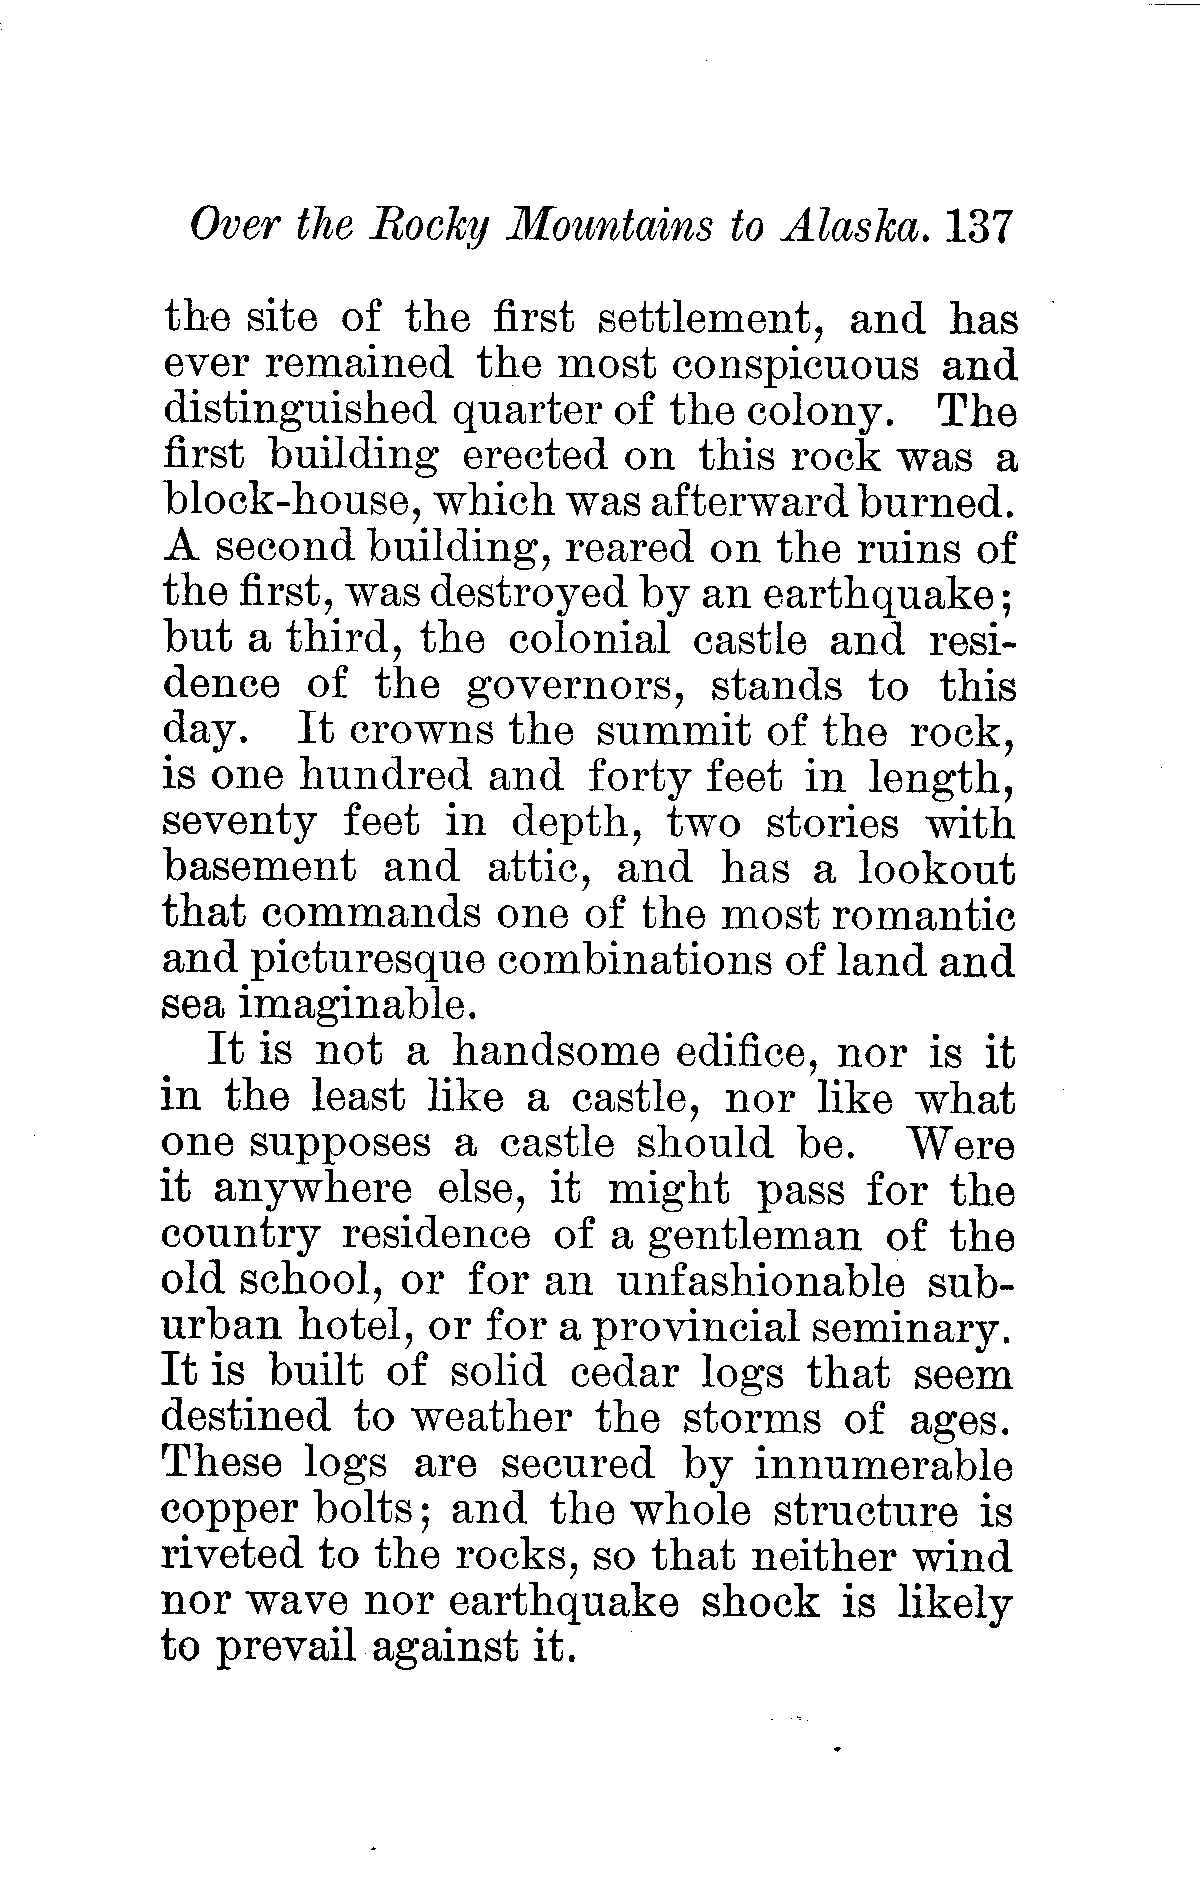 Over the Rocky Mountains to Alaska. 137
the site of the first settlement, and has
ever remained the most conspicuous and
distinguished quarter of the colony. The
first building erected on this rock was a
block-house, which was afterward burned.
A second building, reared on the ruins of
the first, was destroyed by an earthquake;
but a third, the colonial castle and resi-
dence of the governors, stands to this
day. It crowns the summit of the rock,
is one hundred and forty feet in length,
seventy feet in depth, two stories with
basement and attic, and has a lookout
that commands one of the most romantic
and picturesque combinations of land and
sea imaginable.
It is not a handsome edifice, nor is it
in the least like a castle, nor like what
one supposes a castle should be. Were
it anywhere else, it might pass for the
country residence of a gentleman of the
old school, or for an unfashionable sub-
urban hotel, or for a provincial seminary.
It is built of solid cedar logs that seem
destined to weather the storms of ages.
These logs are secured by innumerable
copper bolts; and the whole structure is
riveted to the rocks, so that neither wind
nor wave nor earthquake shock is likely
to prevail against it.